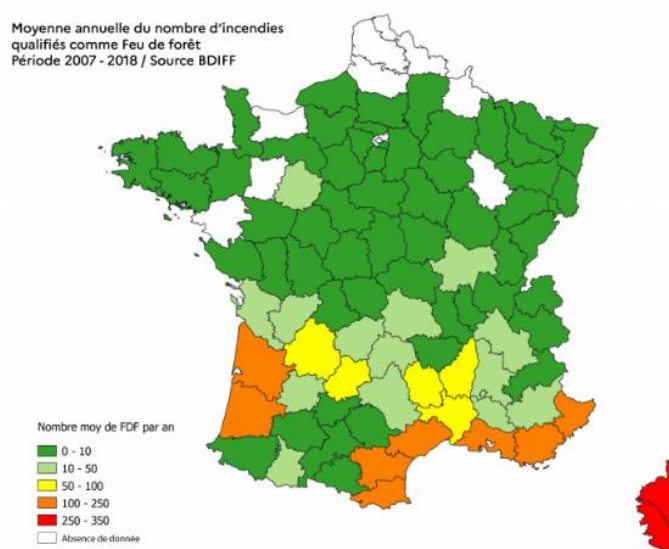 Moyenne annuelle du nombre d'incendies
qualifiés comme Feu de forêt
Période 2007 - 2018 / Source BDIFF
Nombre moy de FDF par an
0 - 10
10 - 50
50 - 100
100 - 250
250 - 350
Absence de donnée